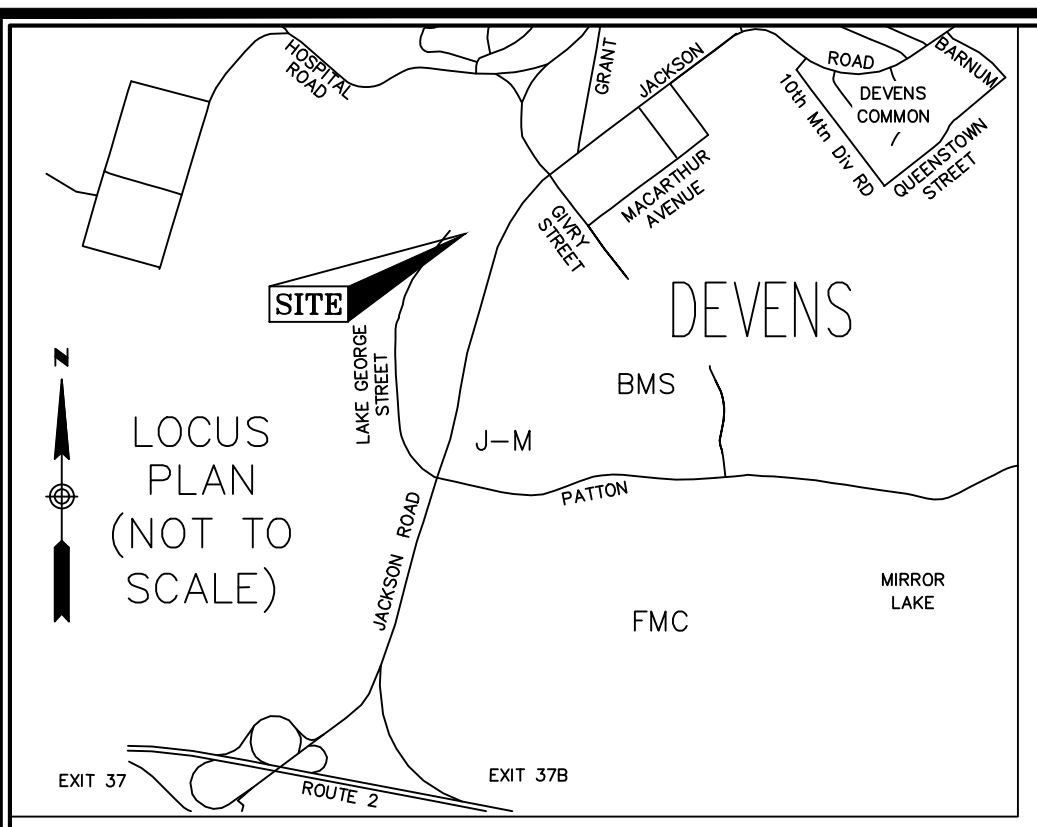 HOSPITAL
ROAD
GRANT
JACKSON
ROAD
BARNUM
DEVENS
COMMON
10th Mtn Div RD
QUEENSTOWN
STREET
MACARTHUR
AVENUE
GIVRY
STREET
SITE
DEVENS
LAKE GEORGE
STREET
N
BMS
LOCUS
PLAN
(NOT TO
SCALE)
J-M
PATTON
JACKSON ROAD
MIRROR
LAKE
FMC
EXIT 37
ROUTE 2
EXIT 37B